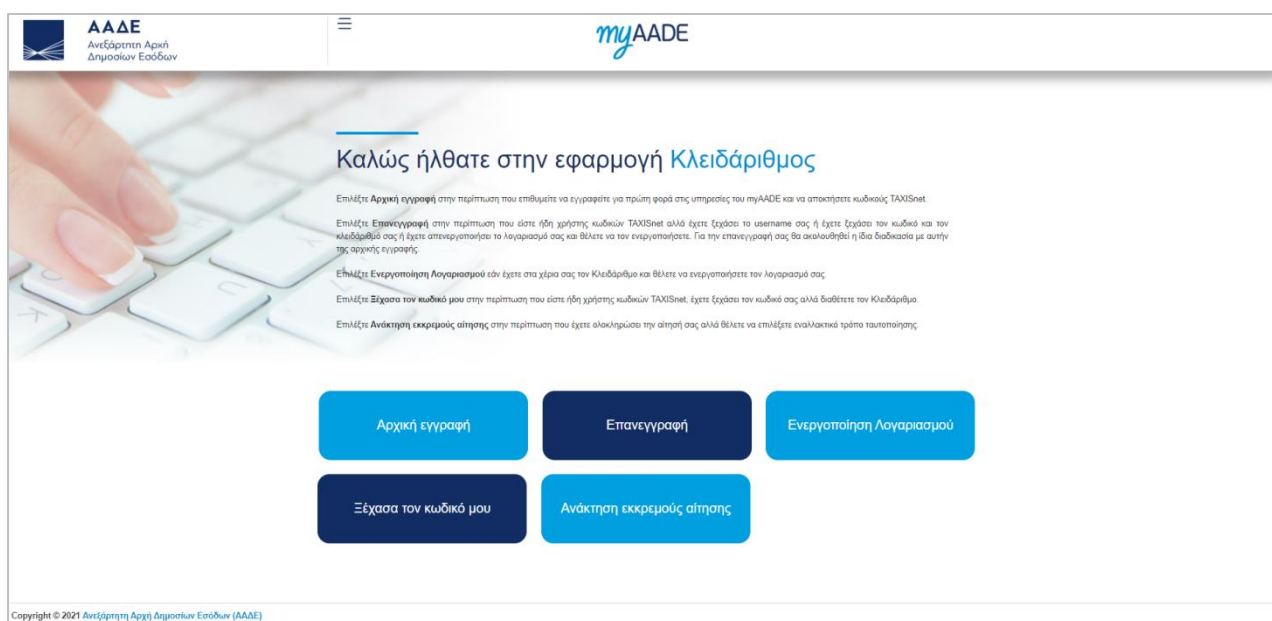 ΑΑΔΕ
Ανεξάρτητη Αρχή
Δημοσίων Εσόδων
myAADE
Καλώς ήλθατε στην εφαρμογή Κλειδάριθμος
Επιλέξτε Αρχική εγγραφή στην περίπτωση που επιθυμείτε να εγγραφείτε για πρώτη φορά στις υπηρεσίες του myAADE και να αποκτήσετε κωδικούς TAXISnet.
Επιλέξτε Επανεγγραφή στην περίπτωση που είστε ήδη χρήστης κωδικών TAXISnet αλλά έχετε ξεχάσει το username σας ή έχετε ξεχάσει τον κωδικό και τον
κλειδάριθμό σας ή έχετε απενεργοποιήσει το λογαριασμό σας και θέλετε να τον ενεργοποιήσετε. Για την επανεγγραφή σας θα ακολουθηθεί η ίδια διαδικασία με αυτήν
της αρχικής εγγραφής.
Επιλέξτε Ενεργοποίηση Λογαριασμού εάν έχετε στα χέρια σας τον Κλειδάριθμο και θέλετε να ενεργοποιήσετε τον λογαριασμό σας.
Επιλέξτε Ξέχασα τον κωδικό μου στην περίπτωση που είστε ήδη χρήστης κωδικών TAXISnet, έχετε ξεχάσει τον κωδικό σας αλλά διαθέτετε τον Κλειδάριθμο.
Επιλέξτε Ανάκτηση εκκρεμούς αίτησης στην περίπτωση που έχετε ολοκληρώσει την αίτησή σας αλλά θέλετε να επιλέξετε εναλλακτικό τρόπο ταυτοποίησης.
Αρχική εγγραφή
Επανεγγραφή
Ενεργοποίηση Λογαριασμού
Ξέχασα τον κωδικό μου
Ανάκτηση εκκρεμούς αίτησης
Copyright © 2021 Ανεξάρτητη Αρχή Δημοσίων Εσόδων (ΑΑΔΕ)